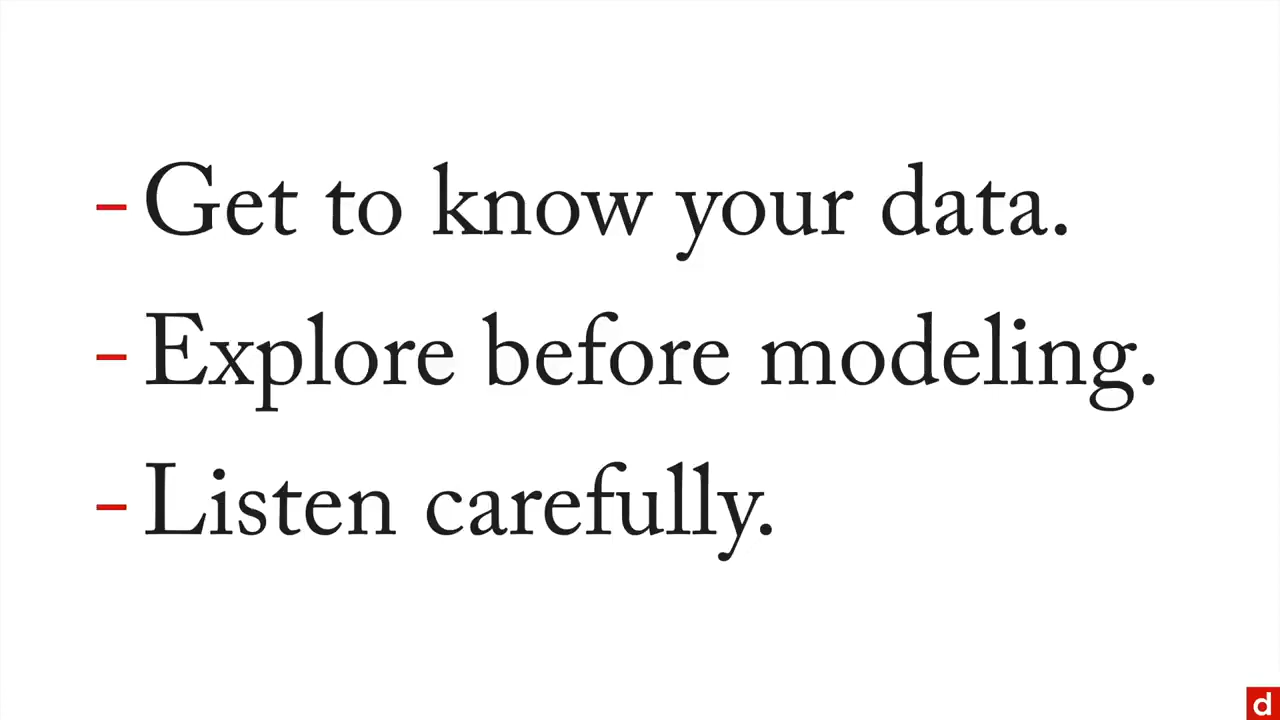 - Get to know your data.
- Explore before modeling.
- Listen carefully.
d